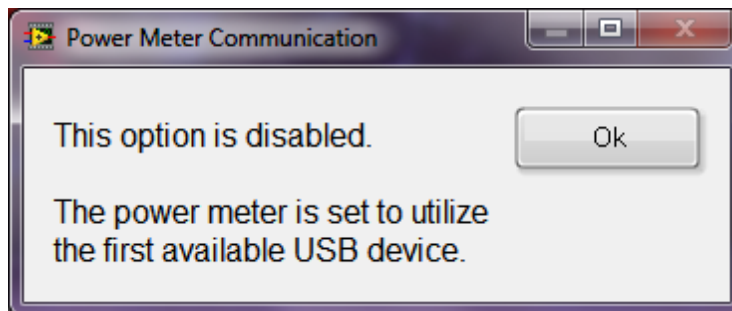 Power Meter Communication
This option is disabled.
Ok
The power meter is set to utilize
the first available USB device.